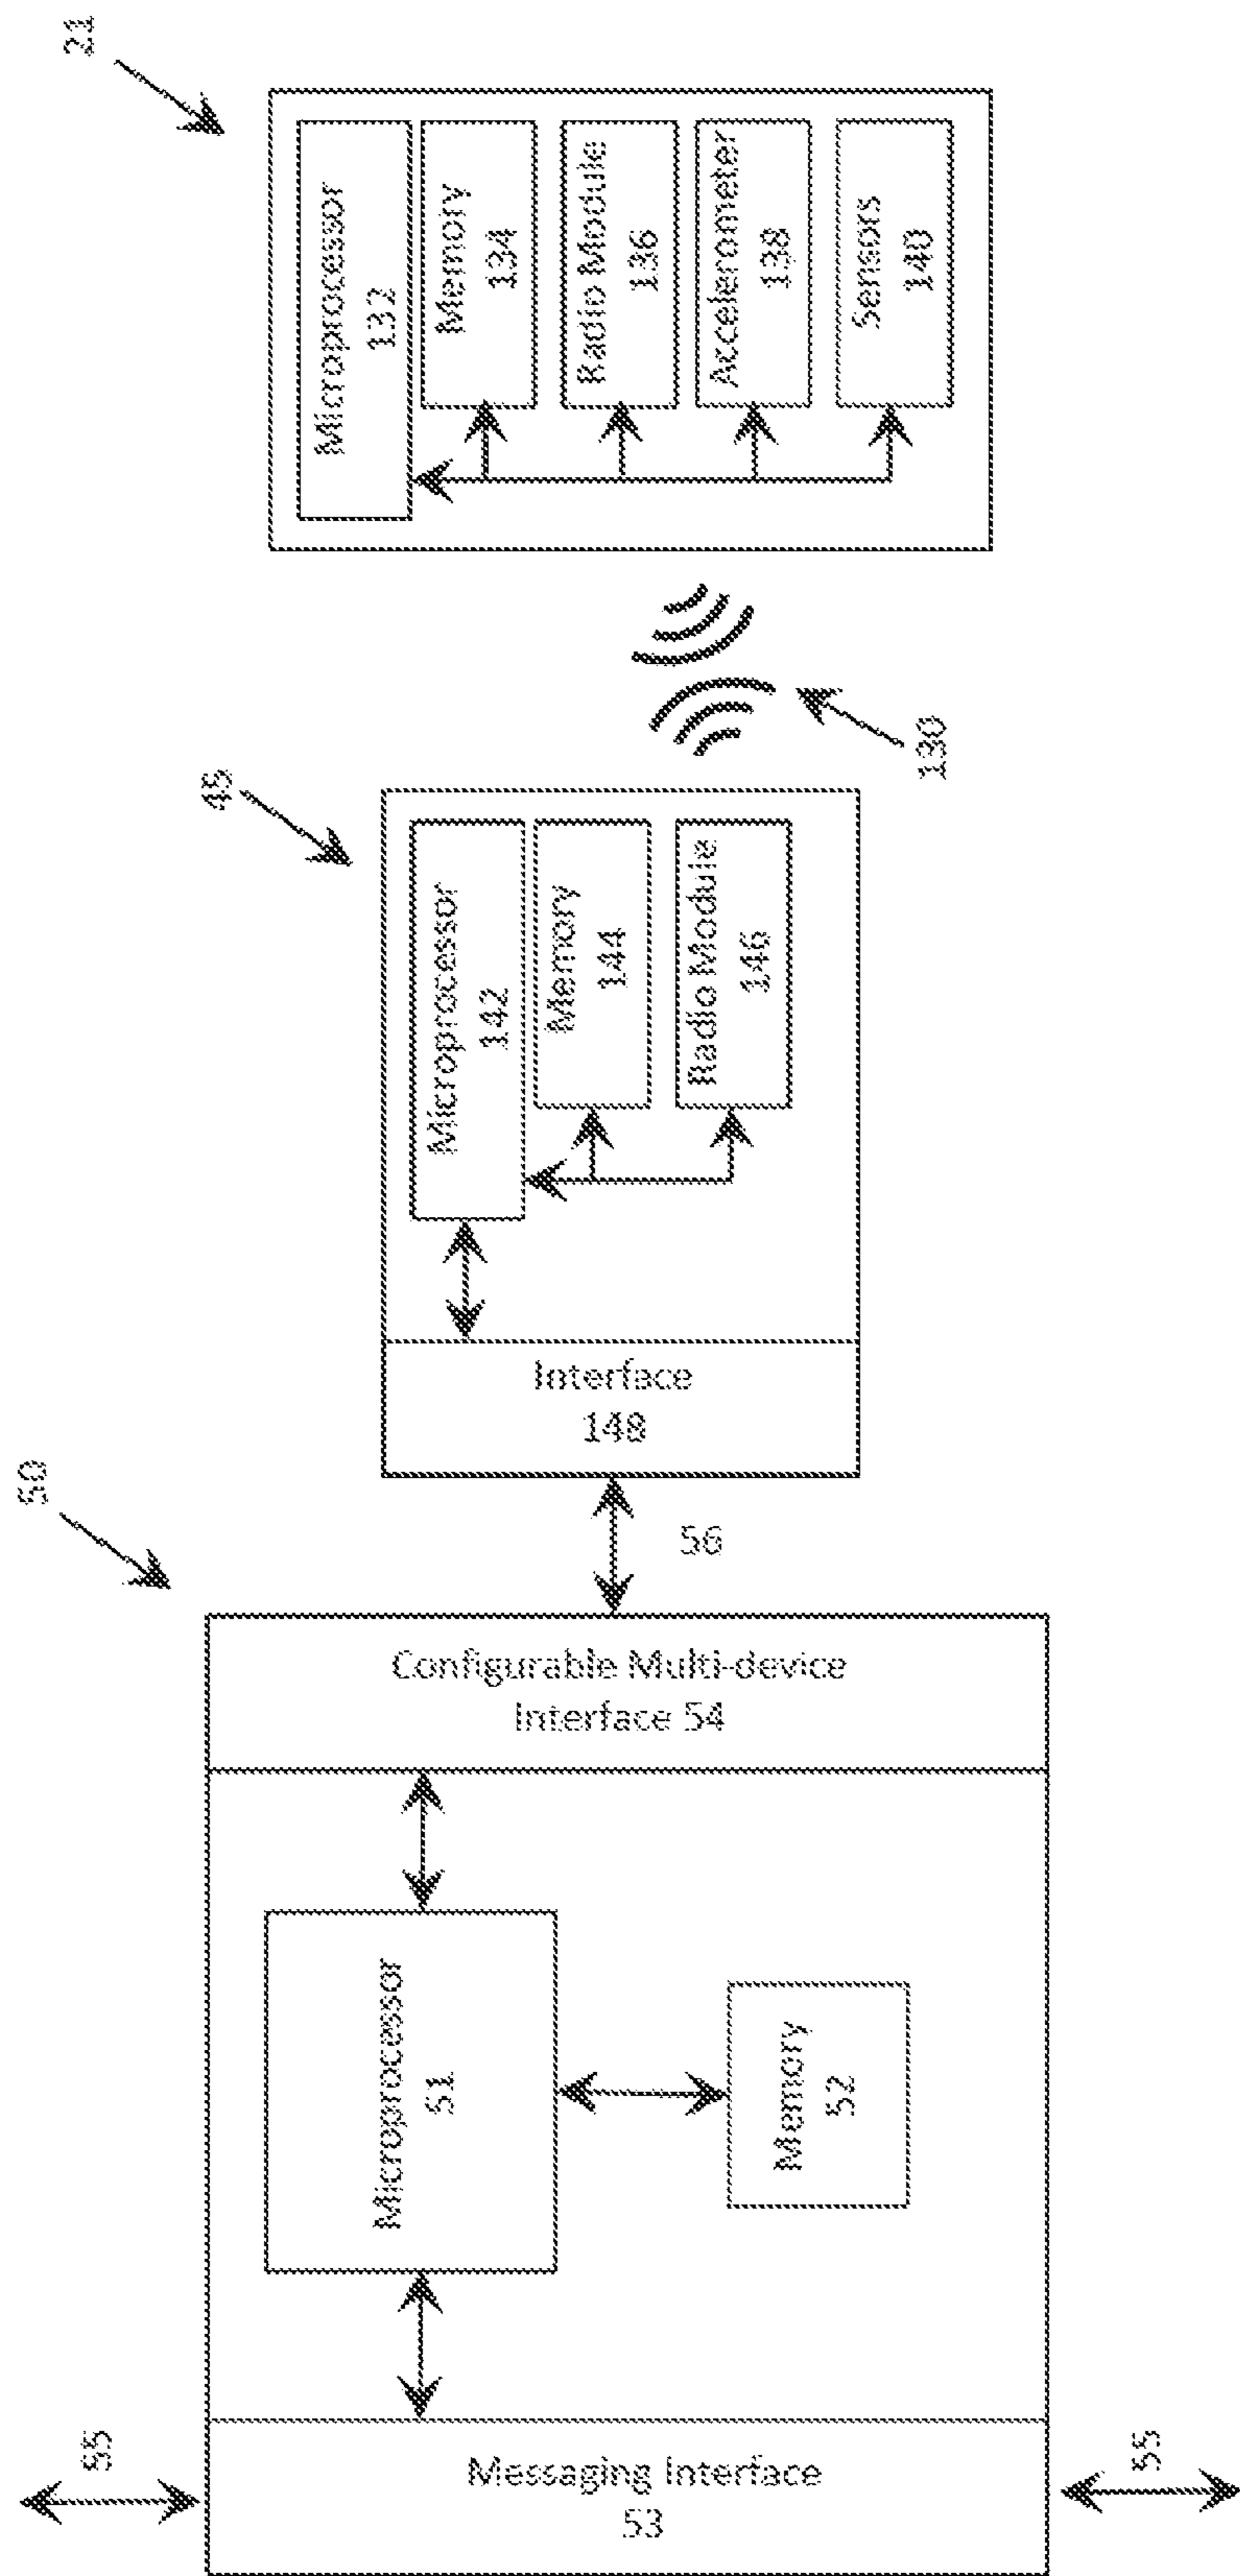 21
Microprocessor
132
Memory
134
Radio Module
136
Accelerometer
138
Sensors
140
130
45
Microprocessor
142
Memory
144
Radio Module
146
Interface
148
56
50
Configurable Multi-device
Interface 54
Microprocessor
51
Memory
52
Messaging Interface
53
55
55